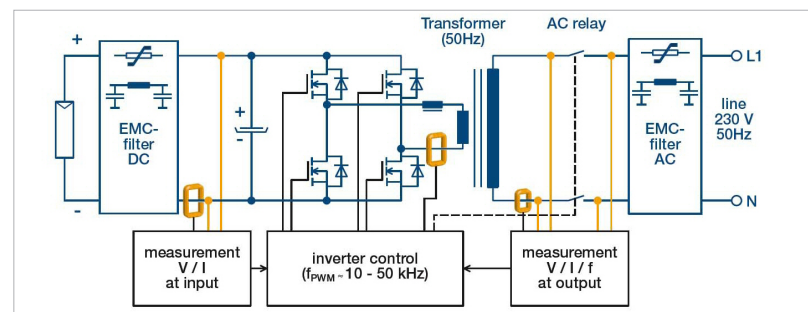 Transformer
(50Hz)
AC relay
+
-
EMC-
filter
DC
+
-
EMC-
filter
AC
L1
line
230 V
50Hz
N
measurement
V / I
at input
inverter control
(fPWM ~ 10 - 50 kHz)
measurement
V / I / f
at output